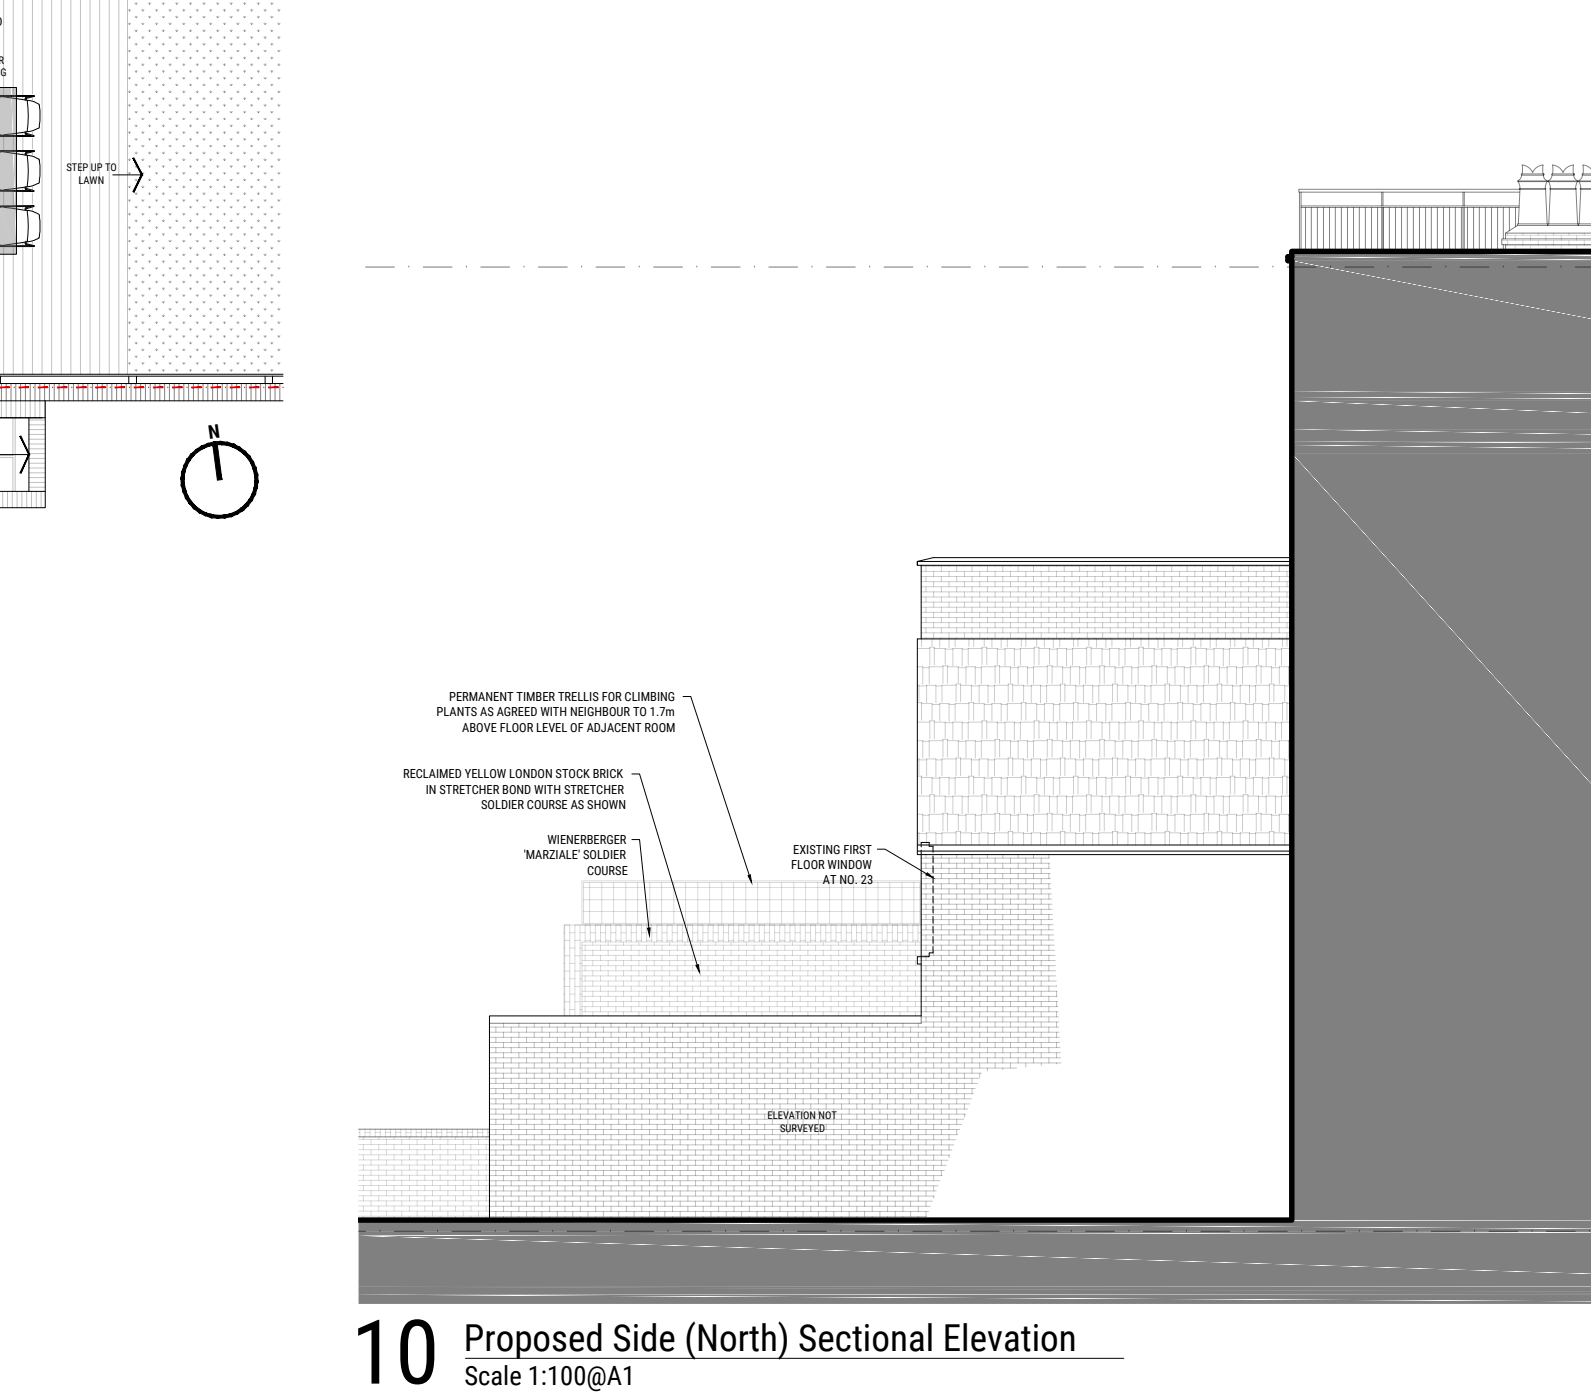 O
R
G
STEP UP TO
LAWN
N
PERMANENT TIMBER TRELLIS FOR CLIMBING
PLANTS AS AGREED WITH NEIGHBOUR TO 1.7m
ABOVE FLOOR LEVEL OF ADJACENT ROOM
RECLAIMED YELLOW LONDON STOCK BRICK
IN STRETCHER BOND WITH STRETCHER
SOLDIER COURSE AS SHOWN
WIENERBERGER
'MARZIALE' SOLDIER
COURSE
EXISTING FIRST
FLOOR WINDOW
AT NO. 23
ELEVATION NOT
SURVEYED
10
Proposed Side (North) Sectional Elevation
Scale 1:100@A1